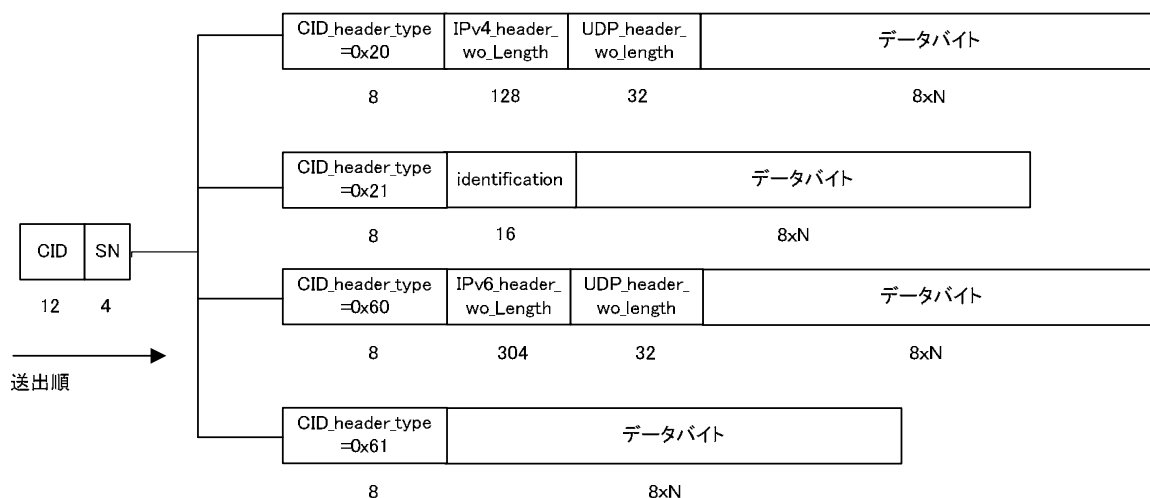 CID_header_type
=0x20
IPv4_header_
wo_Length
UDP_header_
wo_length
データバイト
8
128
32
8xN
CID_header_type
=0x21
identification
データバイト
8
16
8xN
CID
SN
12
4
送出順
CID_header_type
=0x60
IPv6_header_
wo_Length
UDP_header_
wo_length
データバイト
8
304
32
8xN
CID_header_type
=0x61
データバイト
8
8xN